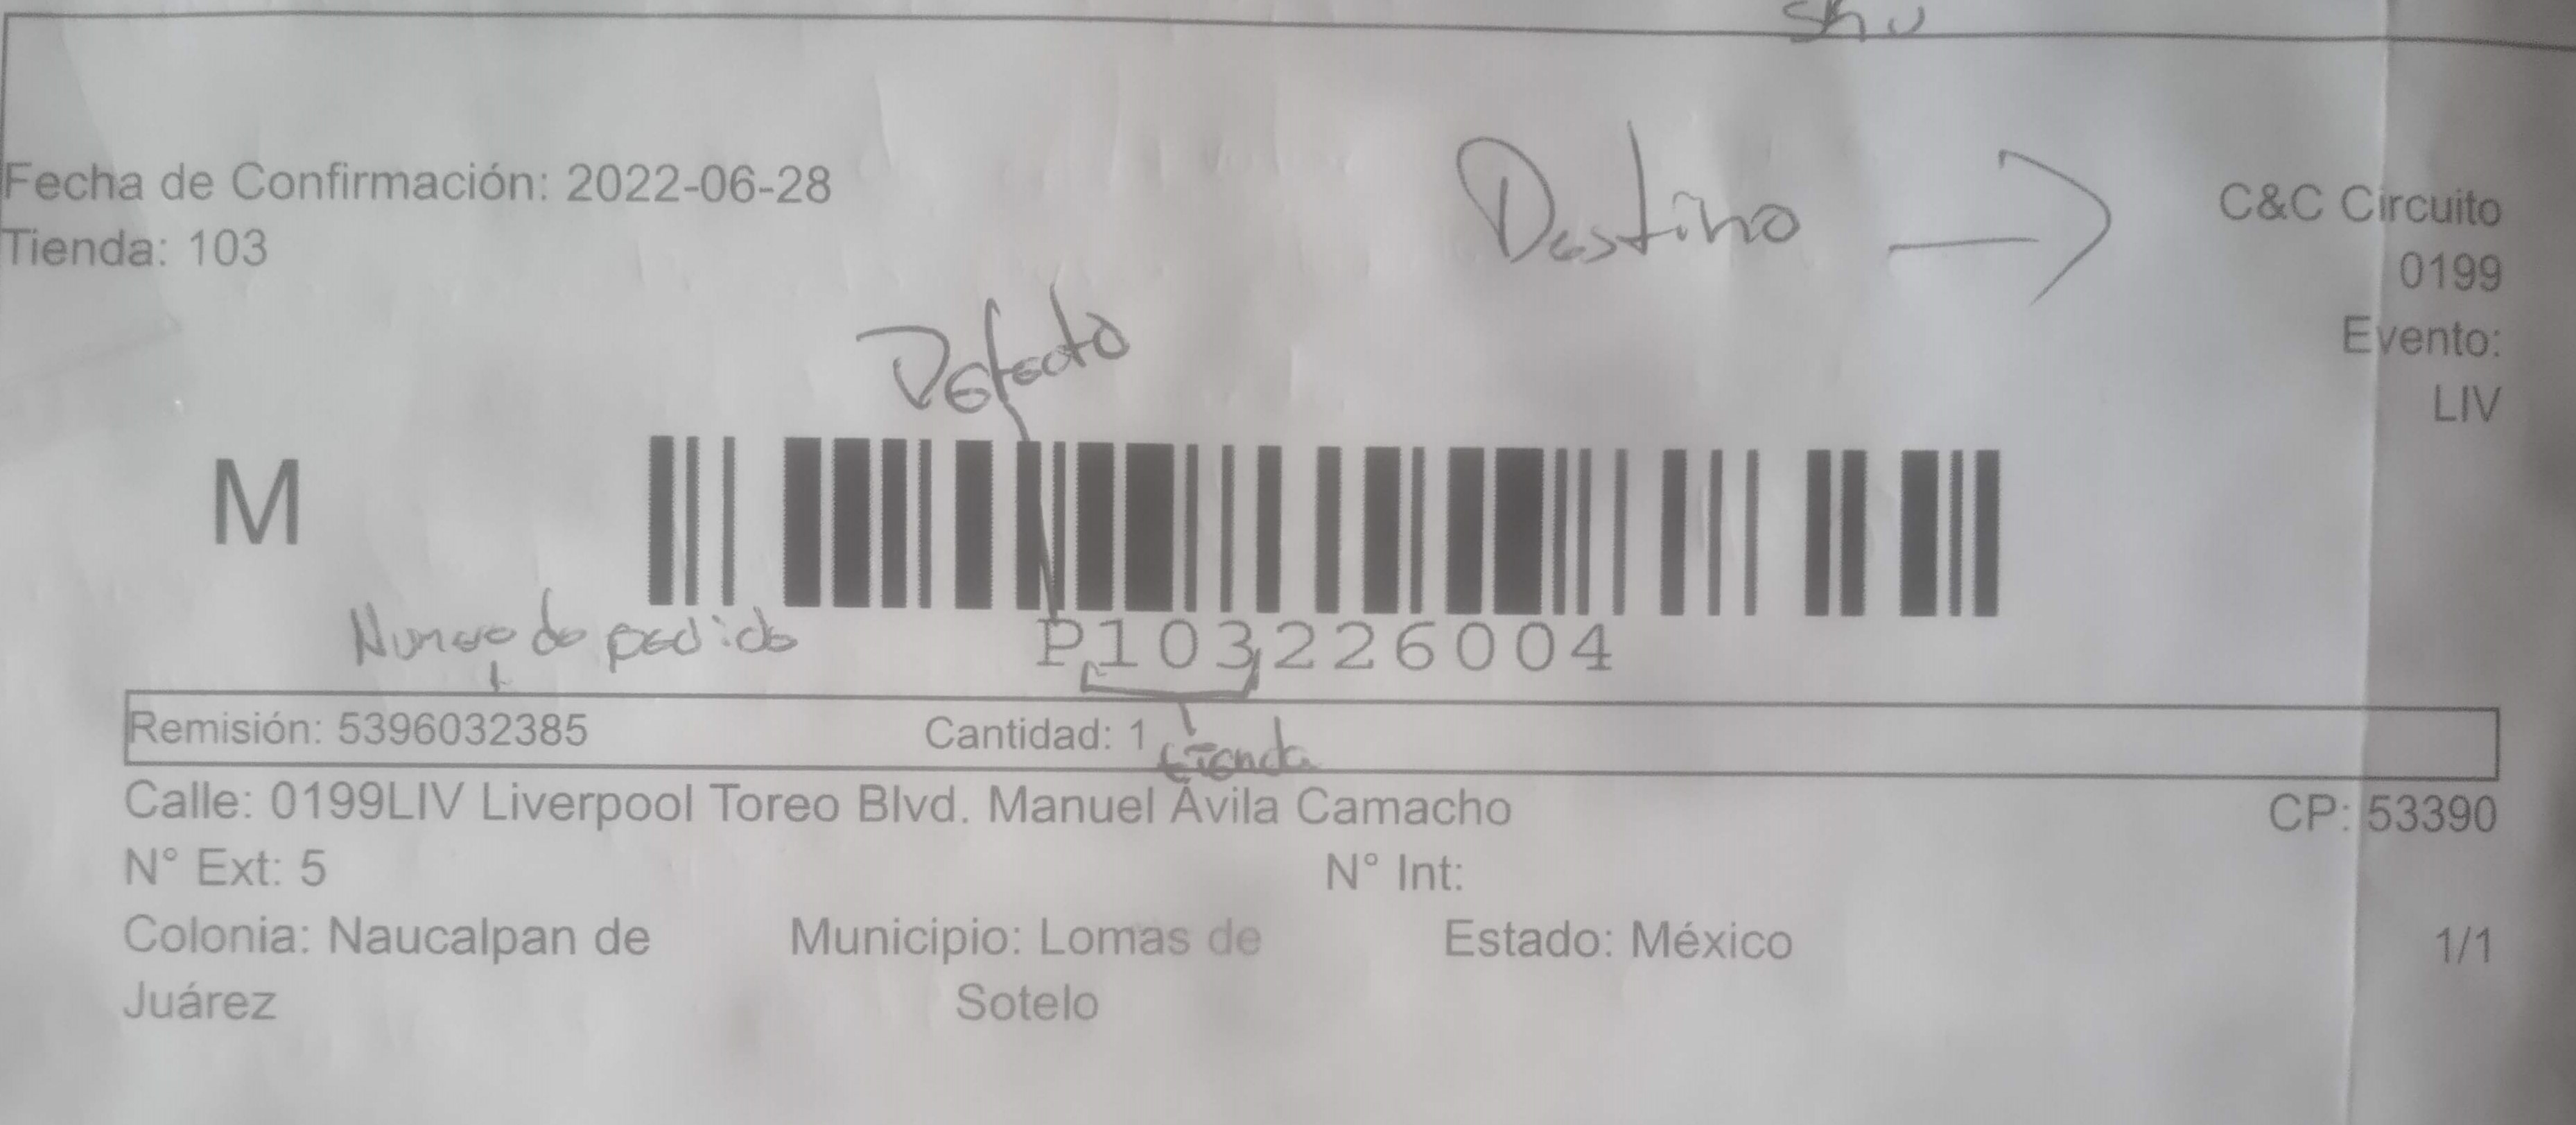 Fecha de Confirmación: 2022-06-28
Tienda: 103
Destino
C&C Circuito
0199
Evento:
LIV
Defecto
M
Numero de pedido
P103226004
Remisión: 5396032385 Cantidad: 1
tienda
Calle: 0199LIV Liverpool Toreo Blvd. Manuel Ávila Camacho CP: 53390
N° Ext: 5 N° Int:
Colonia: Naucalpan de Municipio: Lomas de Estado: México 1/1
Juárez Sotelo